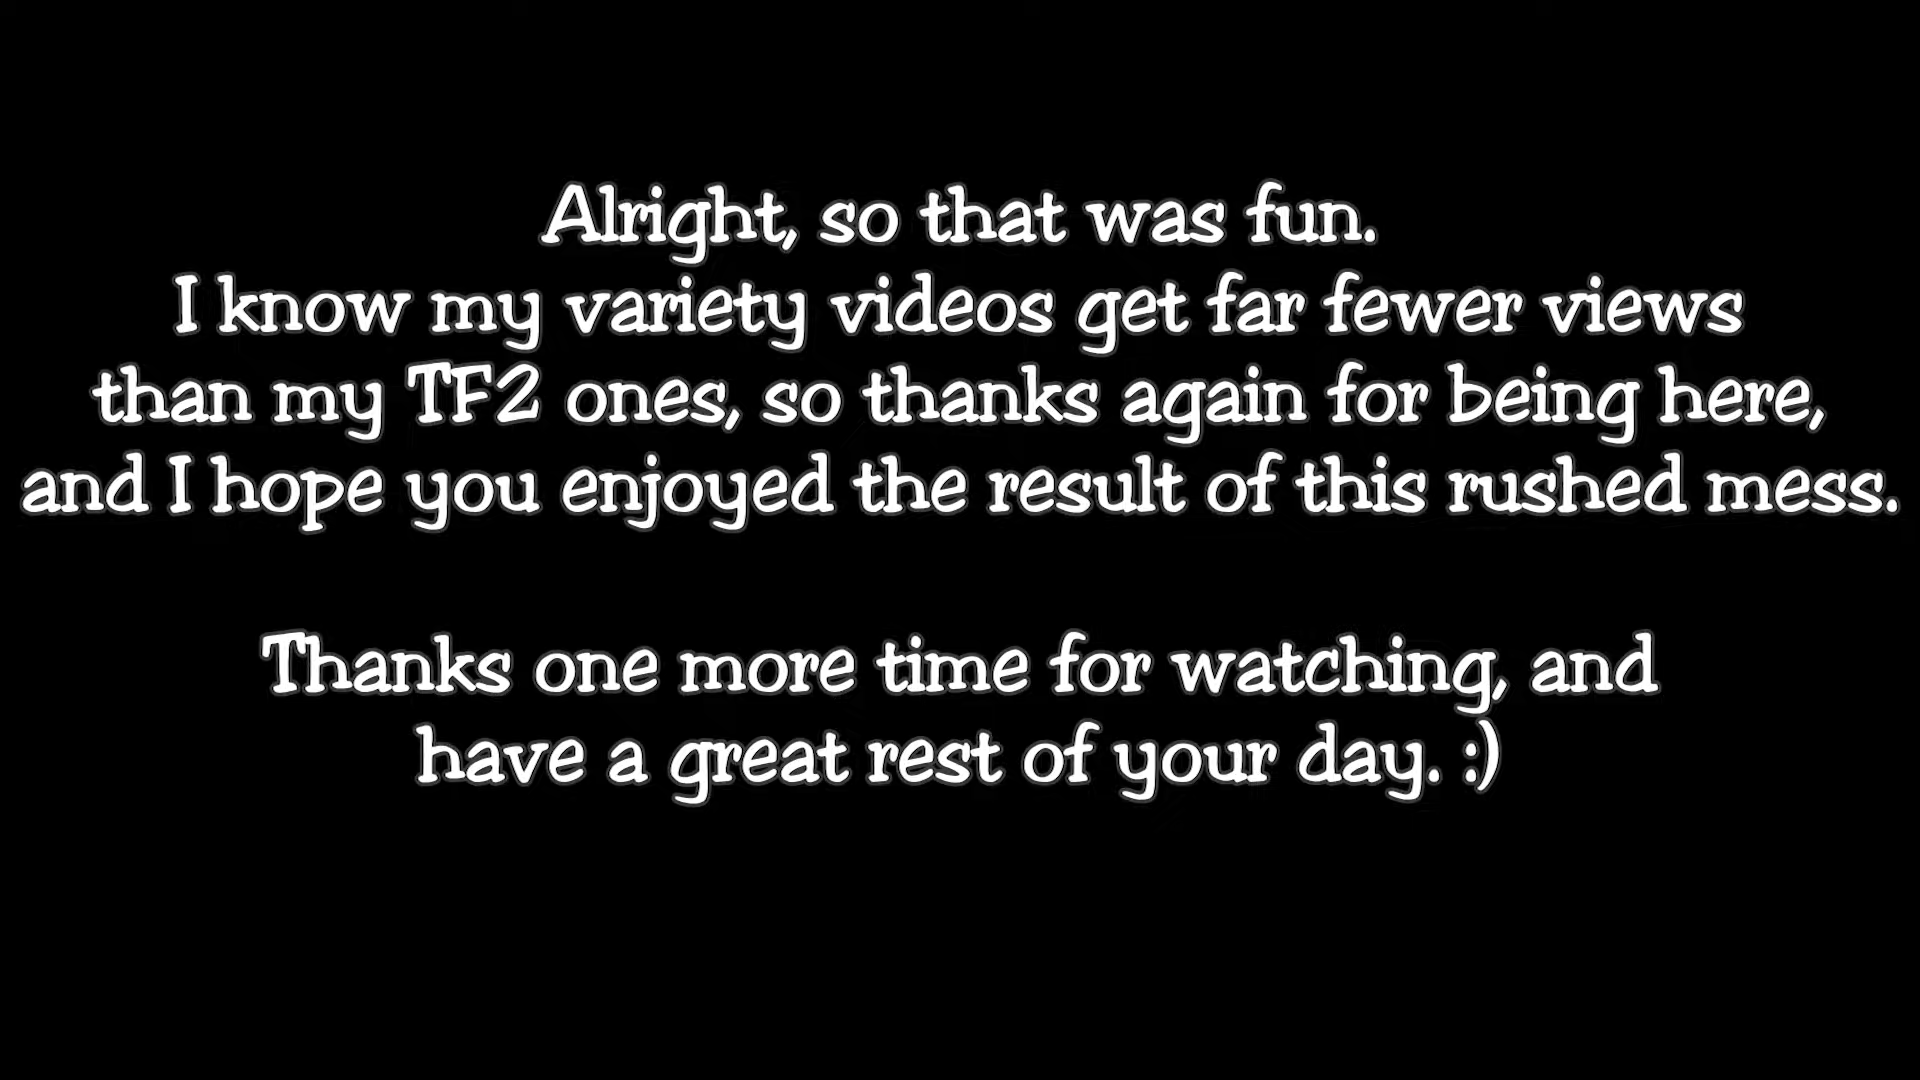 Alright, so that was fun.
I know my variety videos get far fewer views
than my TF2 ones, so thanks again for being here,
and I hope you enjoyed the result of this rushed mess.
Thanks one more time for watching, and
have a great rest of your day. :)